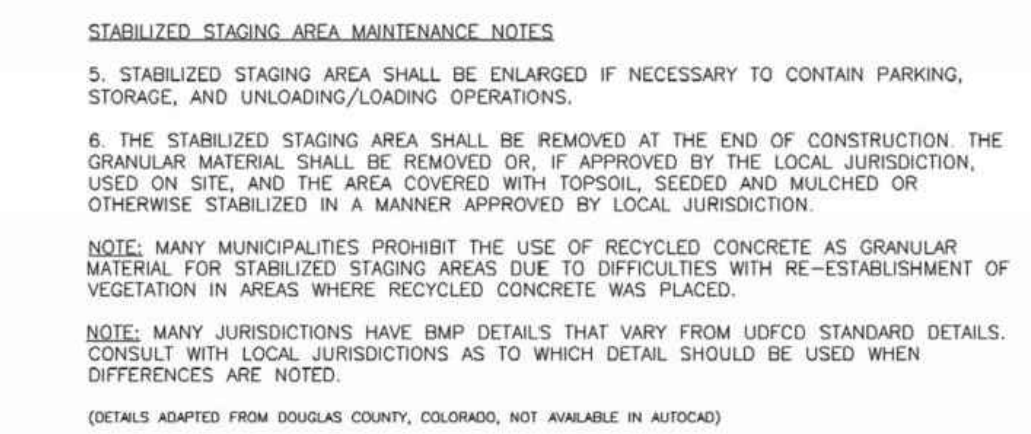 STABILIZED STAGING AREA MAINTENANCE NOTES
5. STABILIZED STAGING AREA SHALL BE ENLARGED IF NECESSARY TO CONTAIN PARKING,
STORAGE, AND UNLOADING/LOADING OPERATIONS.
6. THE STABILIZED STAGING AREA SHALL BE REMOVED AT THE END OF CONSTRUCTION. THE
GRANULAR MATERIAL SHALL BE REMOVED OR, IF APPROVED BY THE LOCAL JURISDICTION,
USED ON SITE, AND THE AREA COVERED WITH TOPSOIL, SEEDED AND MULCHED OR
OTHERWISE STABILIZED IN A MANNER APPROVED BY LOCAL JURISDICTION.
NOTE: MANY MUNICIPALITIES PROHIBIT THE USE OF RECYCLED CONCRETE AS GRANULAR
MATERIAL FOR STABILIZED STAGING AREAS DUE TO DIFFICULTIES WITH RE-ESTABLISHMENT OF
VEGETATION IN AREAS WHERE RECYCLED CONCRETE WAS PLACED.
NOTE: MANY JURISDICTIONS HAVE BMP DETAILS THAT VARY FROM UDFCD STANDARD DETAILS.
CONSULT WITH LOCAL JURISDICTIONS AS TO WHICH DETAIL SHOULD BE USED WHEN
DIFFERENCES ARE NOTED.
(DETAILS ADAPTED FROM DOUGLAS COUNTY, COLORADO, NOT AVAILABLE IN AUTOCAD)